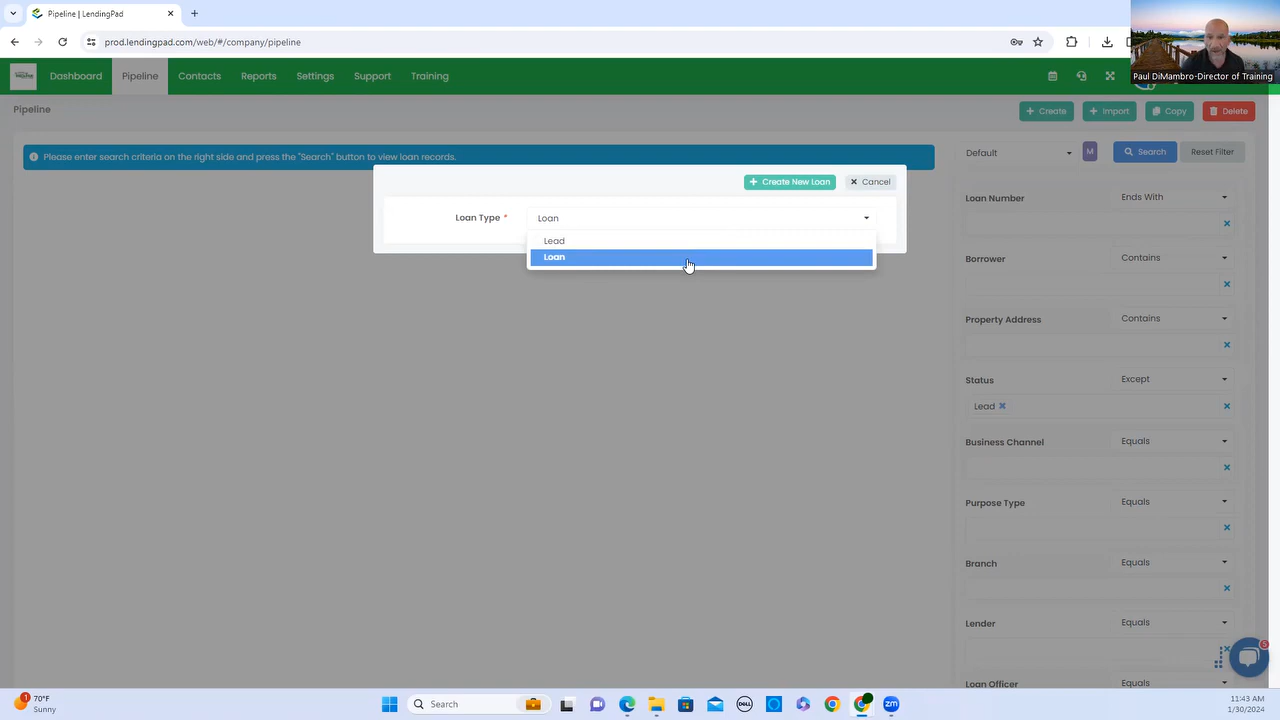 Pipeline | LendingPad
prod.lendingpad.com/web/#/company/pipeline
Paul DiMambro-Director of Training
Dashboard
Pipeline
Contacts
Reports
Settings
Support
Training
Pipeline
Create
Import
Copy
Delete
Please enter search criteria on the right side and press the "Search" button to view loan records.
Default
M
Search
Reset Filter
Create New Loan
Cancel
Loan Type *
Loan
Lead
Loan
Loan Number
Ends With
Borrower
Contains
Property Address
Contains
Status
Except
Lead
Business Channel
Equals
Purpose Type
Equals
Branch
Equals
Lender
Equals
Loan Officer
Equals
5
1
70°F
Sunny
Search
DELL
zm
11:43 AM
1/30/2024